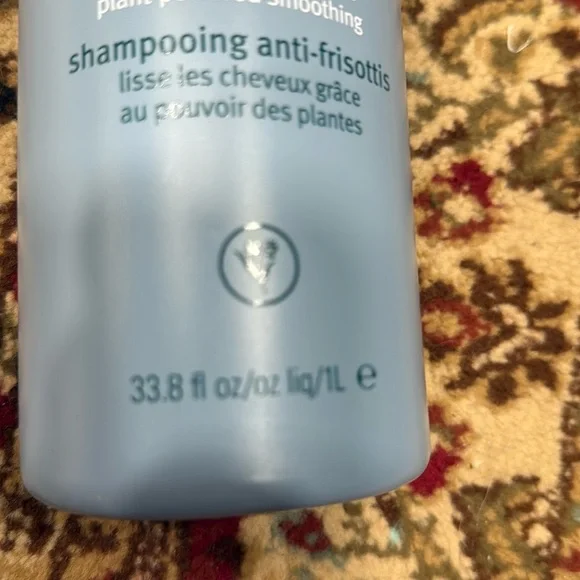 plant powered smoothing
shampooing anti-frisottis
lisse les cheveux grâce
au pouvoir des plantes
33.8 fl oz/oz liq/1L e